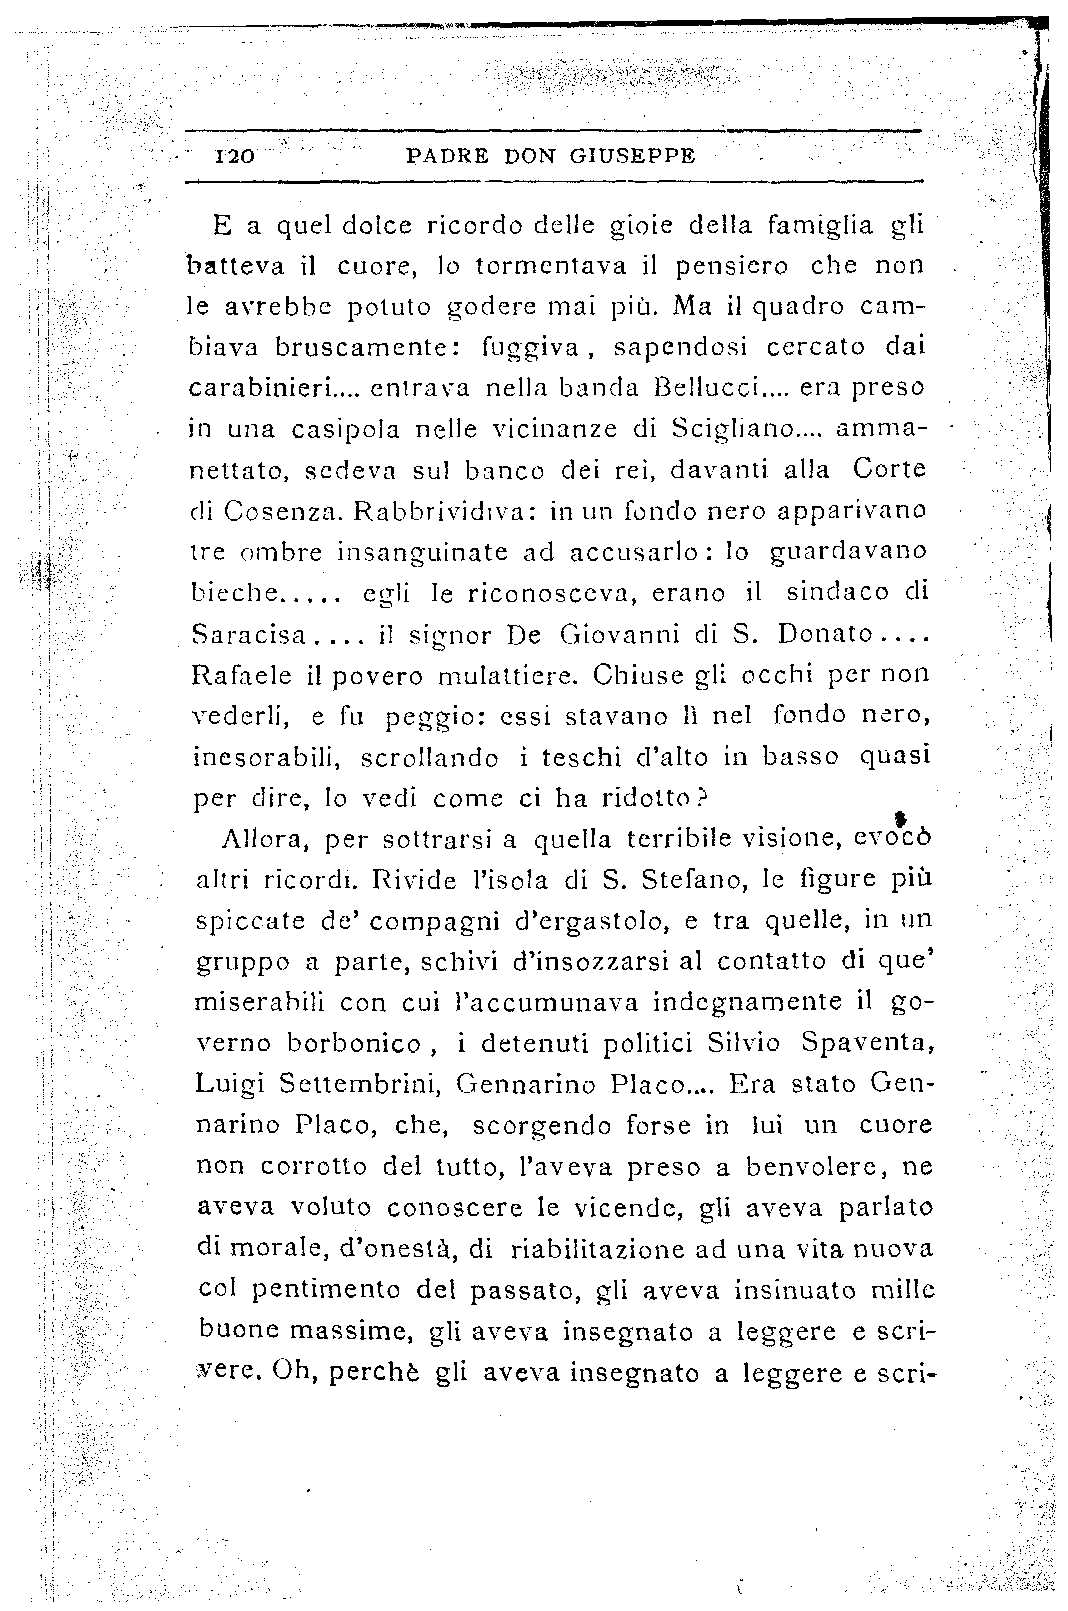 120 PADRE DON GIUSEPPE
E a quel dolce ricordo delle gioie della famiglia gli
batteva il cuore, lo tormentava il pensiero che non
le avrebbe potuto godere mai più. Ma il quadro cam-
biava bruscamente: fuggiva, sapendosi cercato dai
carabinieri.... entrava nella banda Bellucci.... era preso
in una casipola nelle vicinanze di Scigliano.... amma-
nettato, sedeva sul banco dei rei, davanti alla Corte
di Cosenza. Rabbrividiva: in un fondo nero apparivano
tre ombre insanguinate ad accusarlo: lo guardavano
bieche..... egli le riconosceva, erano il sindaco di
Saracisa.... il signor De Giovanni di S. Donato....
Rafaele il povero mulattiere. Chiuse gli occhi per non
vederli, e fu peggio: essi stavano lì nel fondo nero,
inesorabili, scrollando i teschi d'alto in basso quasi
per dire, lo vedi come ci ha ridotto?
Allora, per sottrarsi a quella terribile visione, evocò
altri ricordi. Rivide l'isola di S. Stefano, le figure più
spiccate de' compagni d'ergastolo, e tra quelle, in un
gruppo a parte, schivi d'insozzarsi al contatto di que'
miserabili con cui l'accumunava indegnamente il go-
verno borbonico, i detenuti politici Silvio Spaventa,
Luigi Settembrini, Gennarino Placo.... Era stato Gen-
narino Placo, che, scorgendo forse in lui un cuore
non corrotto del tutto, l'aveva preso a benvolere, ne
aveva voluto conoscere le vicende, gli aveva parlato
di morale, d'onestà, di riabilitazione ad una vita nuova
col pentimento del passato, gli aveva insinuato mille
buone massime, gli aveva insegnato a leggere e scri-
vere. Oh, perchè gli aveva insegnato a leggere e scri-